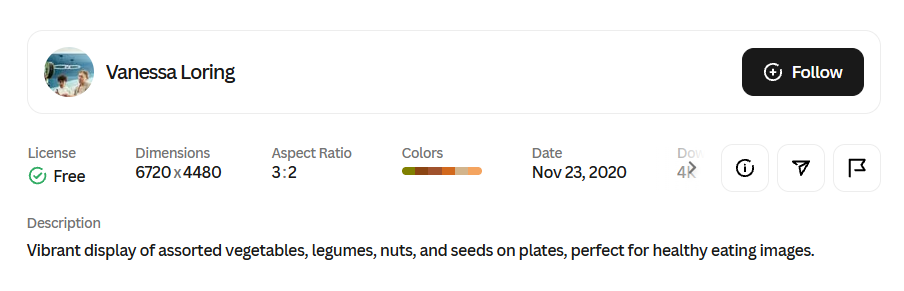 Vanessa Loring
Follow
License Dimensions Aspect Ratio Colors Date
Free 6720 x 4480 3:2 Nov 23, 2020 4K
Description
Vibrant display of assorted vegetables, legumes, nuts, and seeds on plates, perfect for healthy eating images.